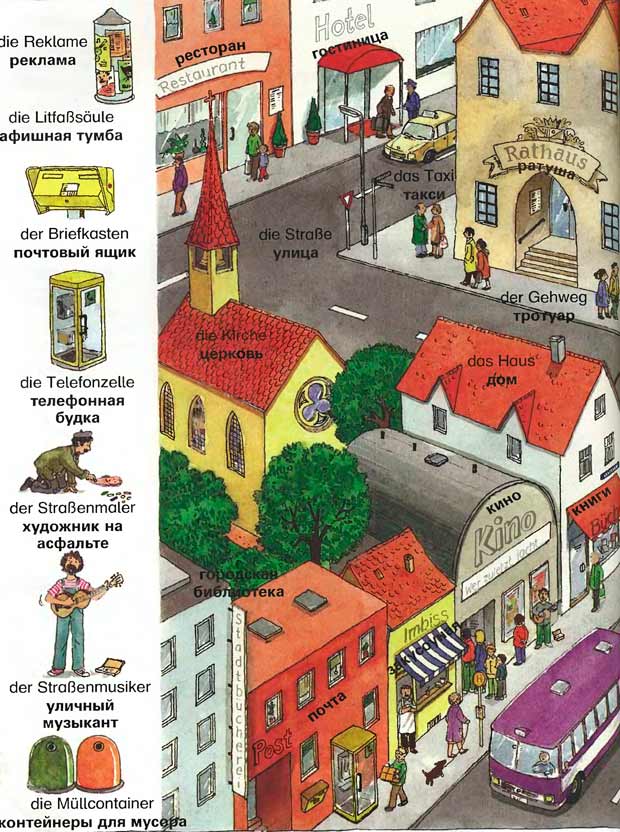 die Reklame
реклама
die Litfaßsäule
афишная тумба
der Briefkasten
почтовый ящик
die Telefonzelle
телефонная
будка
der Straßenmaler
художник на
асфальте
der Straßenmusiker
уличный
музыкант
die Müllcontainer
контейнеры для мусора
ресторан
Restaurant
Hotel
гостиница
das Taxi
такси
Rathaus
ратуша
die Straße
улица
der Gehweg
тротуар
die Kirche
церковь
das Haus
дом
кино
Kino
Wer zuletzt lacht
книги
городская
библиотека
Stadtbücherei
Imbiss
закусочная
почта
Post